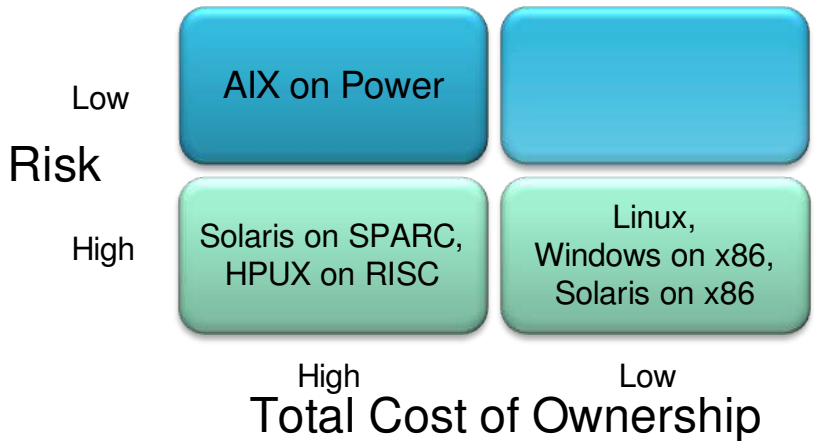 AIX on Power
Low
Risk
High
Solaris on SPARC,
HPUX on RISC
Linux,
Windows on x86,
Solaris on x86
High
Low
Total Cost of Ownership